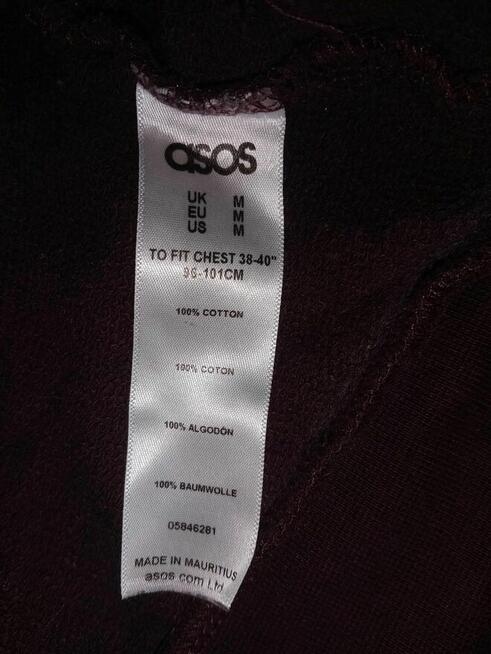 asos
UK M
EU M
US M
TO FIT CHEST 38-40"
96-101CM
100% COTTON
100% COTON
100% ALGODÓN
100% BAUMWOLLE
05846281
MADE IN MAURITIUS
asos.com Ltd